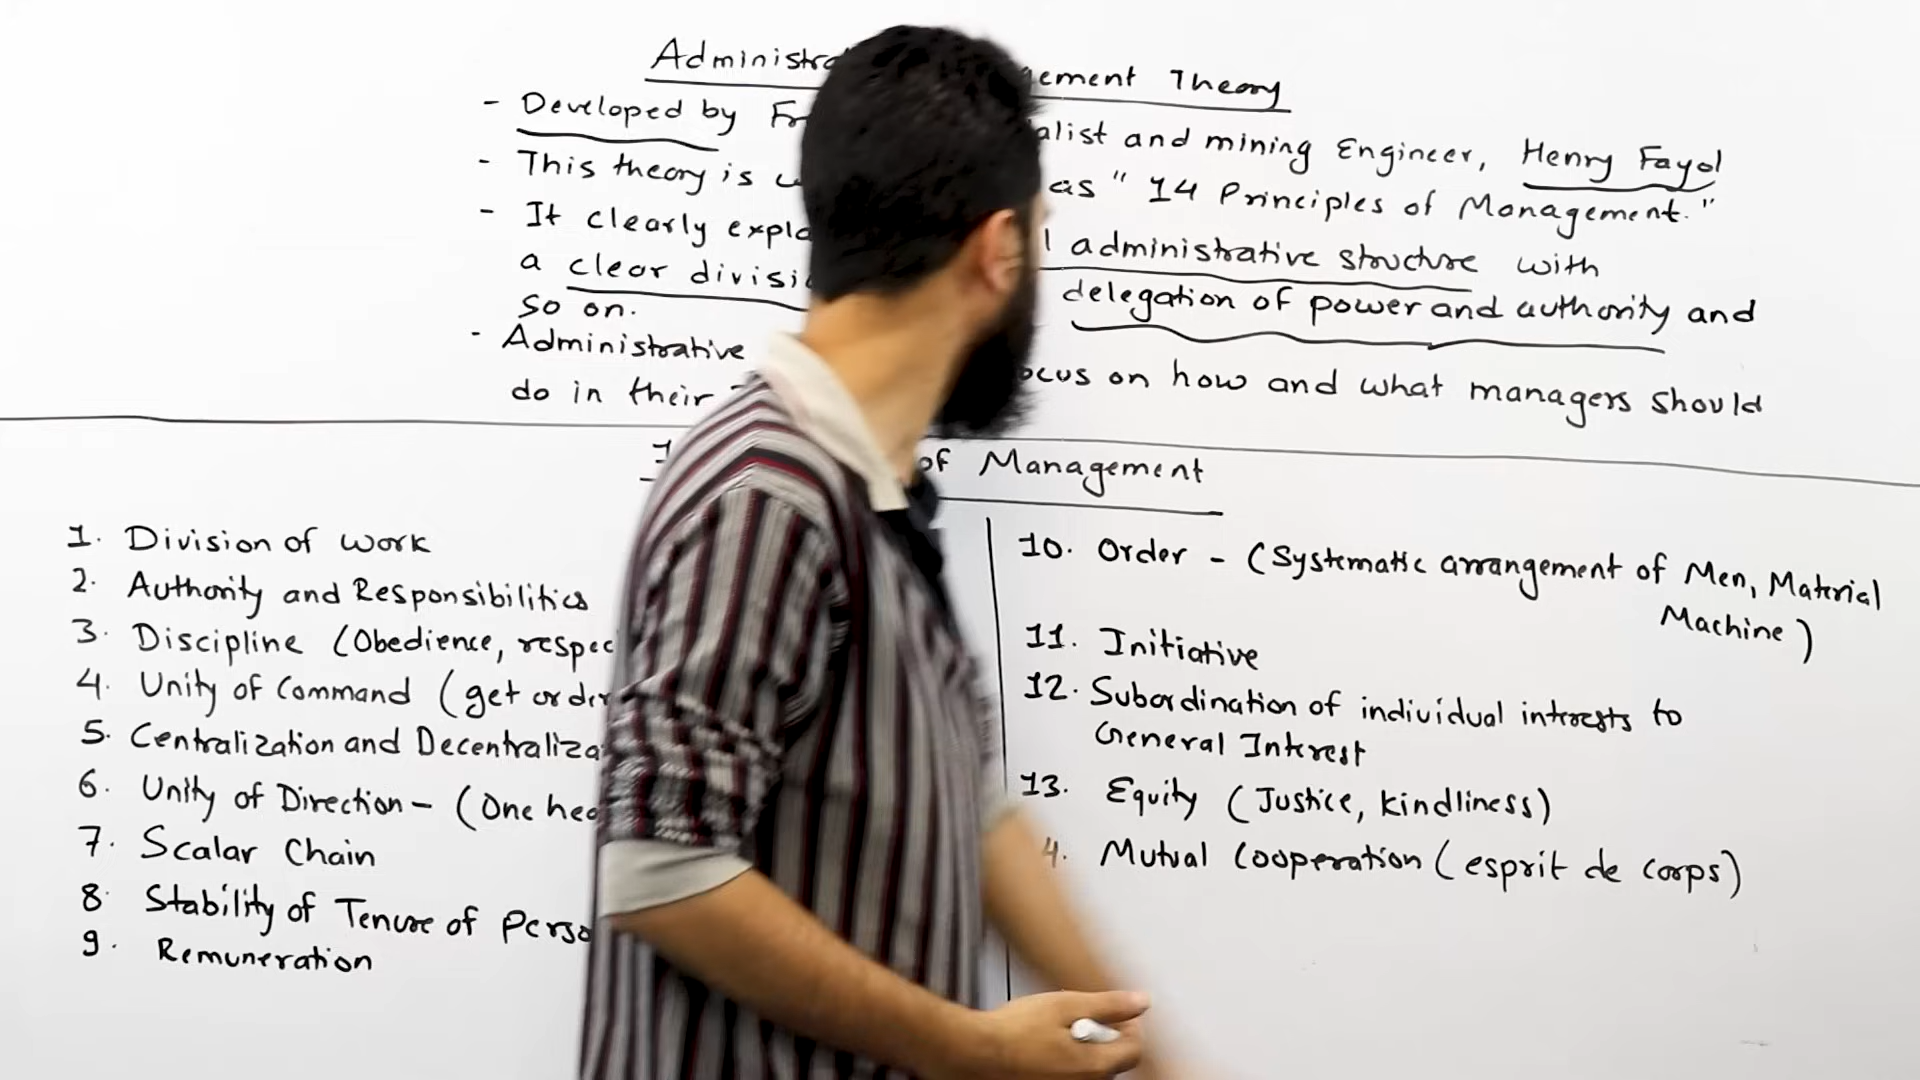 Administra ement Theory
- Developed by Fr alist and mining Engineer, Henry Fayol
- This theory is as " 14 Principles of Management."
- It clearly expla l administrative structure with
a clear divisi delegation of power and authority and
so on.
- Administrative ocus on how and what managers should
do in their
of Management
1. Division of work
2. Authority and Responsibilities
3. Discipline (Obedience, respec
4. Unity of Command (get order
5. Centralization and Decentraliza
6. Unity of Direction - (One hea
7. Scalar Chain
8. Stability of Tenure of Perso
9. Remuneration
10. Order - (Systematic arrangement of Men, Material
Machine)
11. Initiative
12. Subordination of individual interests to
General Interest
13. Equity (Justice, kindliness)
4. Mutual Cooperation (esprit de corps)